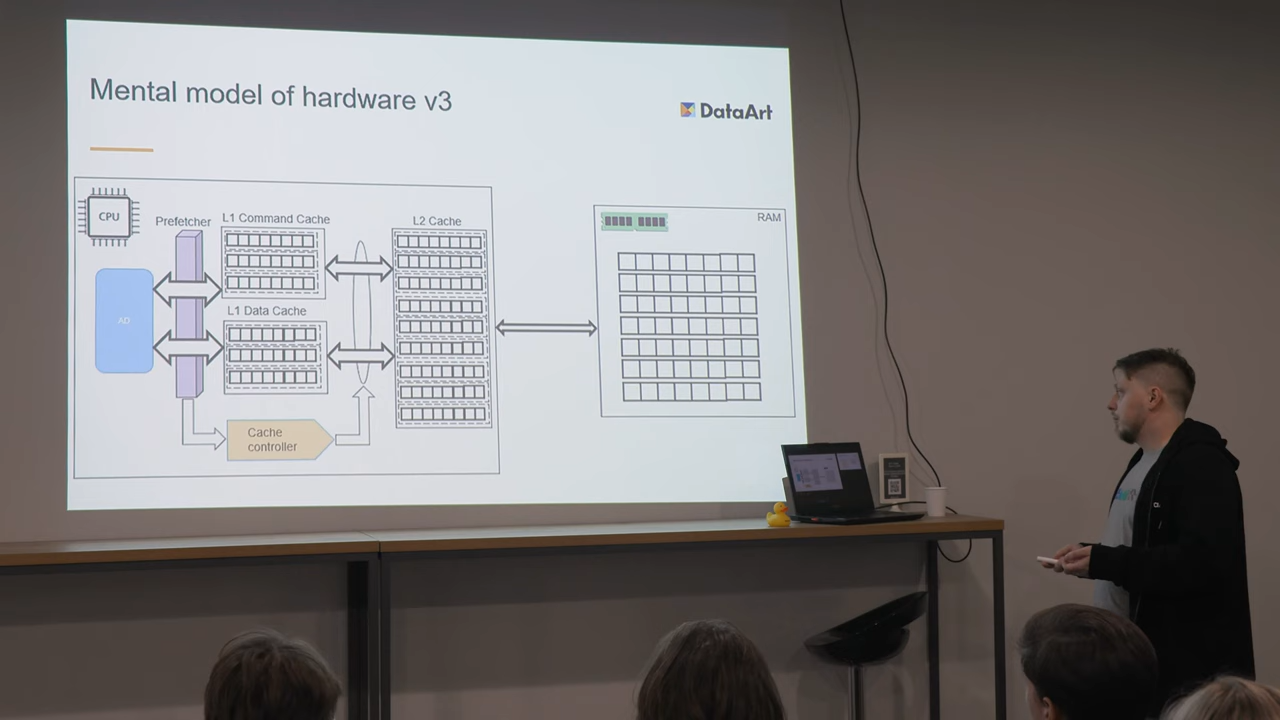 Mental model of hardware v3
DataArt
CPU
Prefetcher
L1 Command Cache
L2 Cache
RAM
AD
L1 Data Cache
Cache
controller